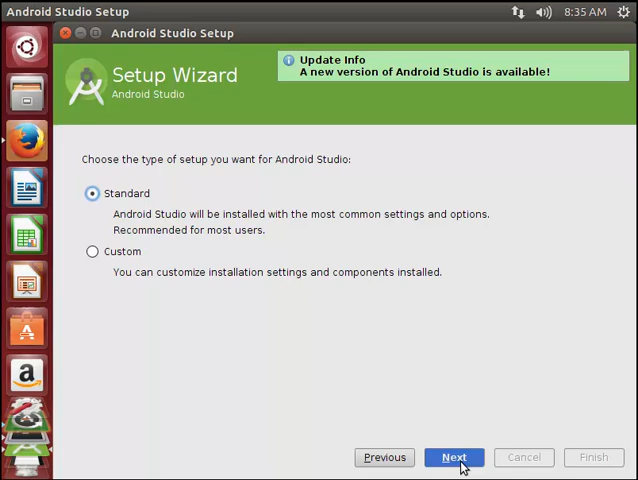 Android Studio Setup
8:35 AM
Android Studio Setup
Setup Wizard
Android Studio
Update Info
A new version of Android Studio is available!
Choose the type of setup you want for Android Studio:
Standard
Android Studio will be installed with the most common settings and options.
Recommended for most users.
Custom
You can customize installation settings and components installed.
Previous
Next
Cancel
Finish